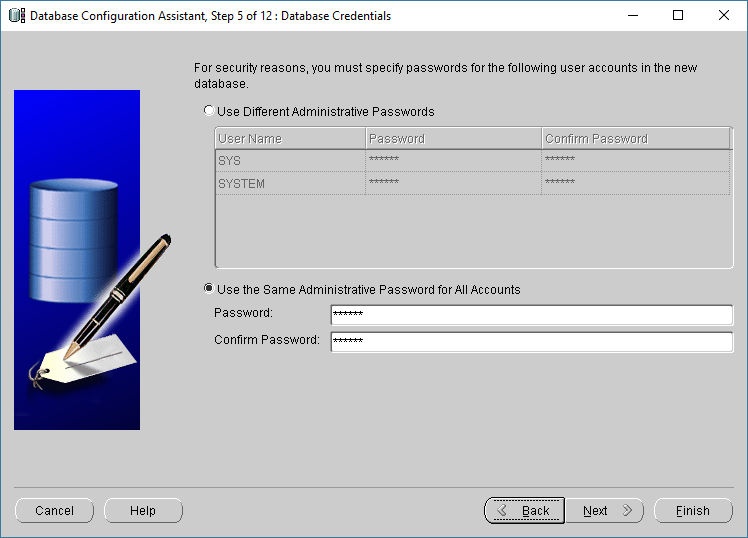 Database Configuration Assistant, Step 5 of 12 : Database Credentials
For security reasons, you must specify passwords for the following user accounts in the new
database.
Use Different Administrative Passwords
User Name Password Confirm Password
SYS ****** ******
SYSTEM ****** ******
Use the Same Administrative Password for All Accounts
Password: ******
Confirm Password: ******
Cancel Help Back Next Finish